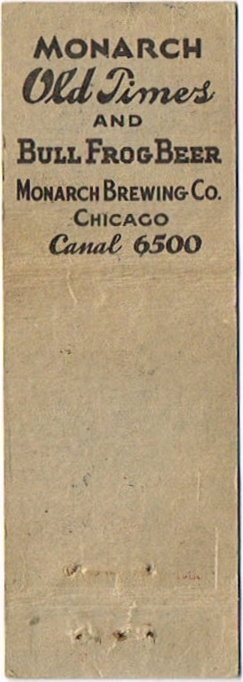 MONARCH
Old Times
AND
BULL FROG BEER
MONARCH BREWING CO.
CHICAGO
Canal 6500